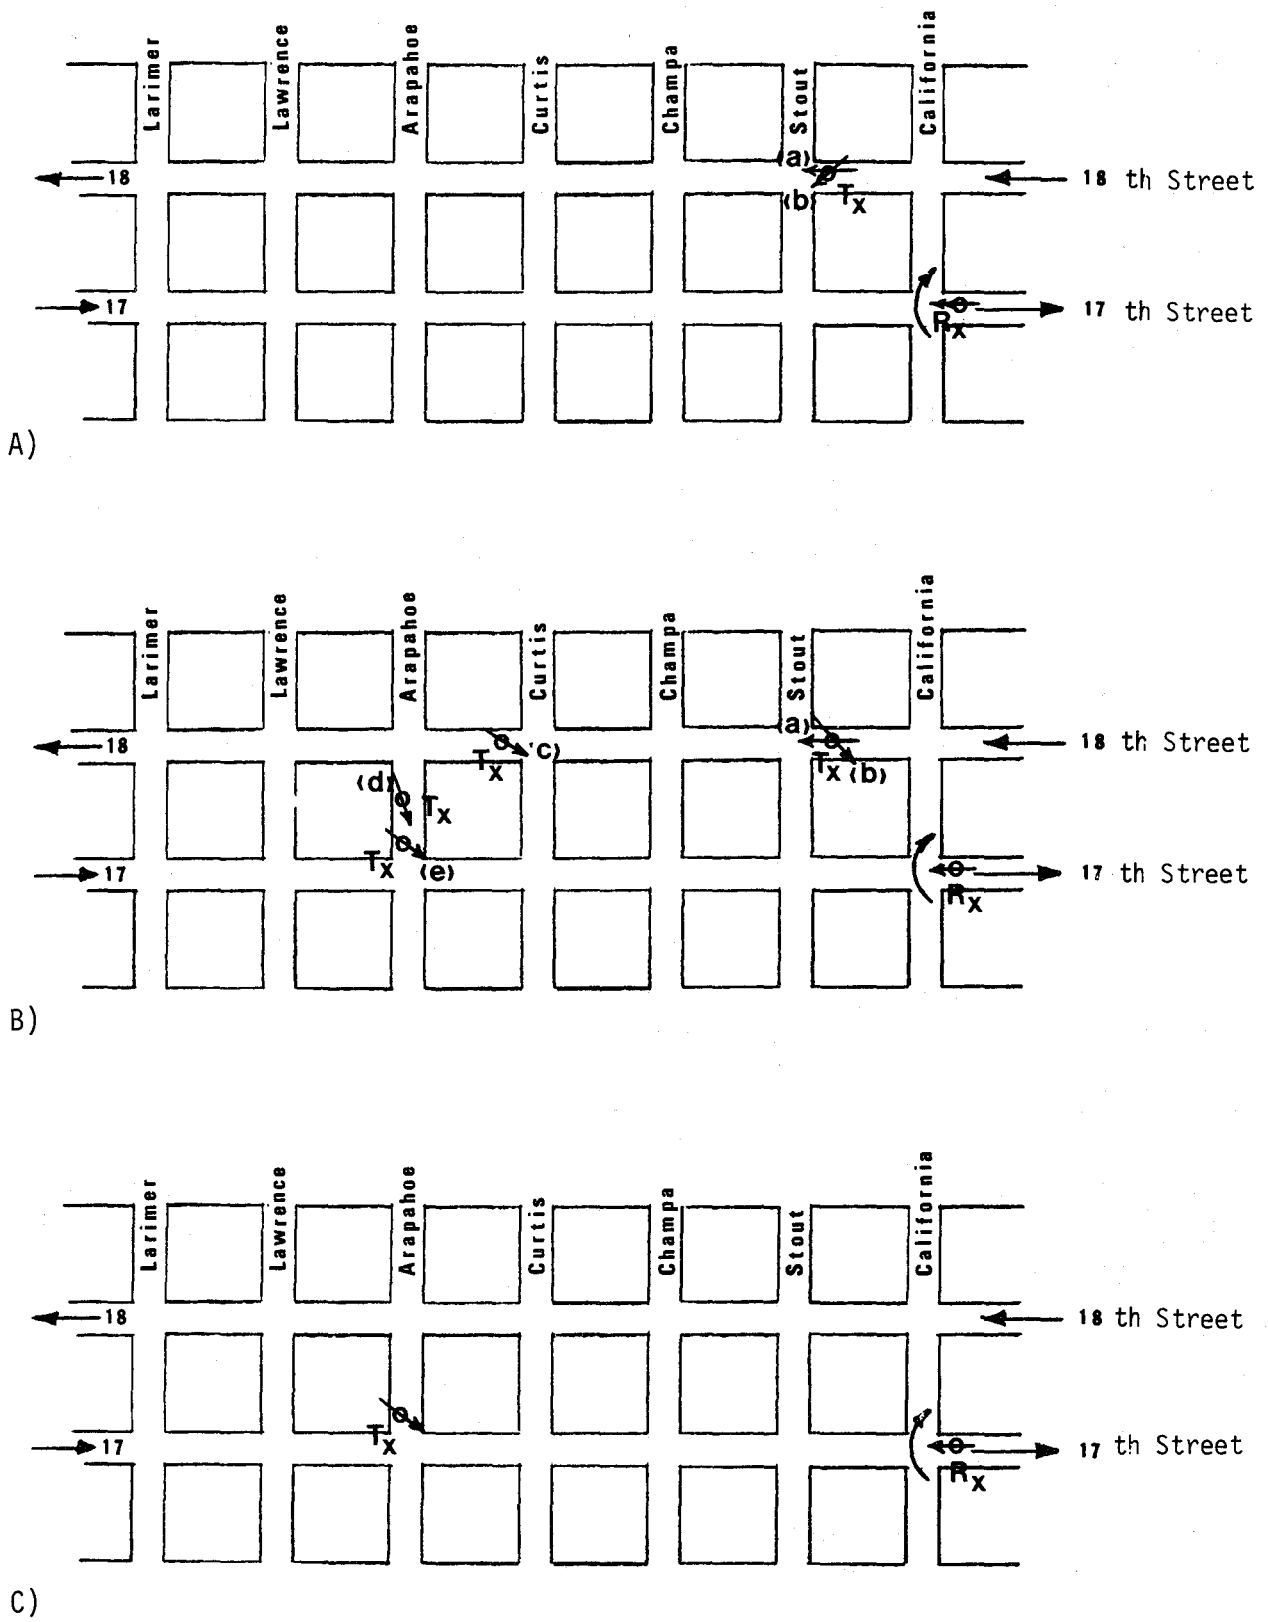 Larimer Lawrence Arapahoe Curtis Champa Stout California
(a)
18 (b) Tx 18 th Street
17 Rx 17 th Street
A)
Larimer Lawrence Arapahoe Curtis Champa Stout California
(a)
18 Tx (c) Tx (b) 18 th Street
(d) Tx
17 Tx (e) Rx 17 th Street
B)
Larimer Lawrence Arapahoe Curtis Champa Stout California
18 18 th Street
Tx
17 Rx 17 th Street
C)